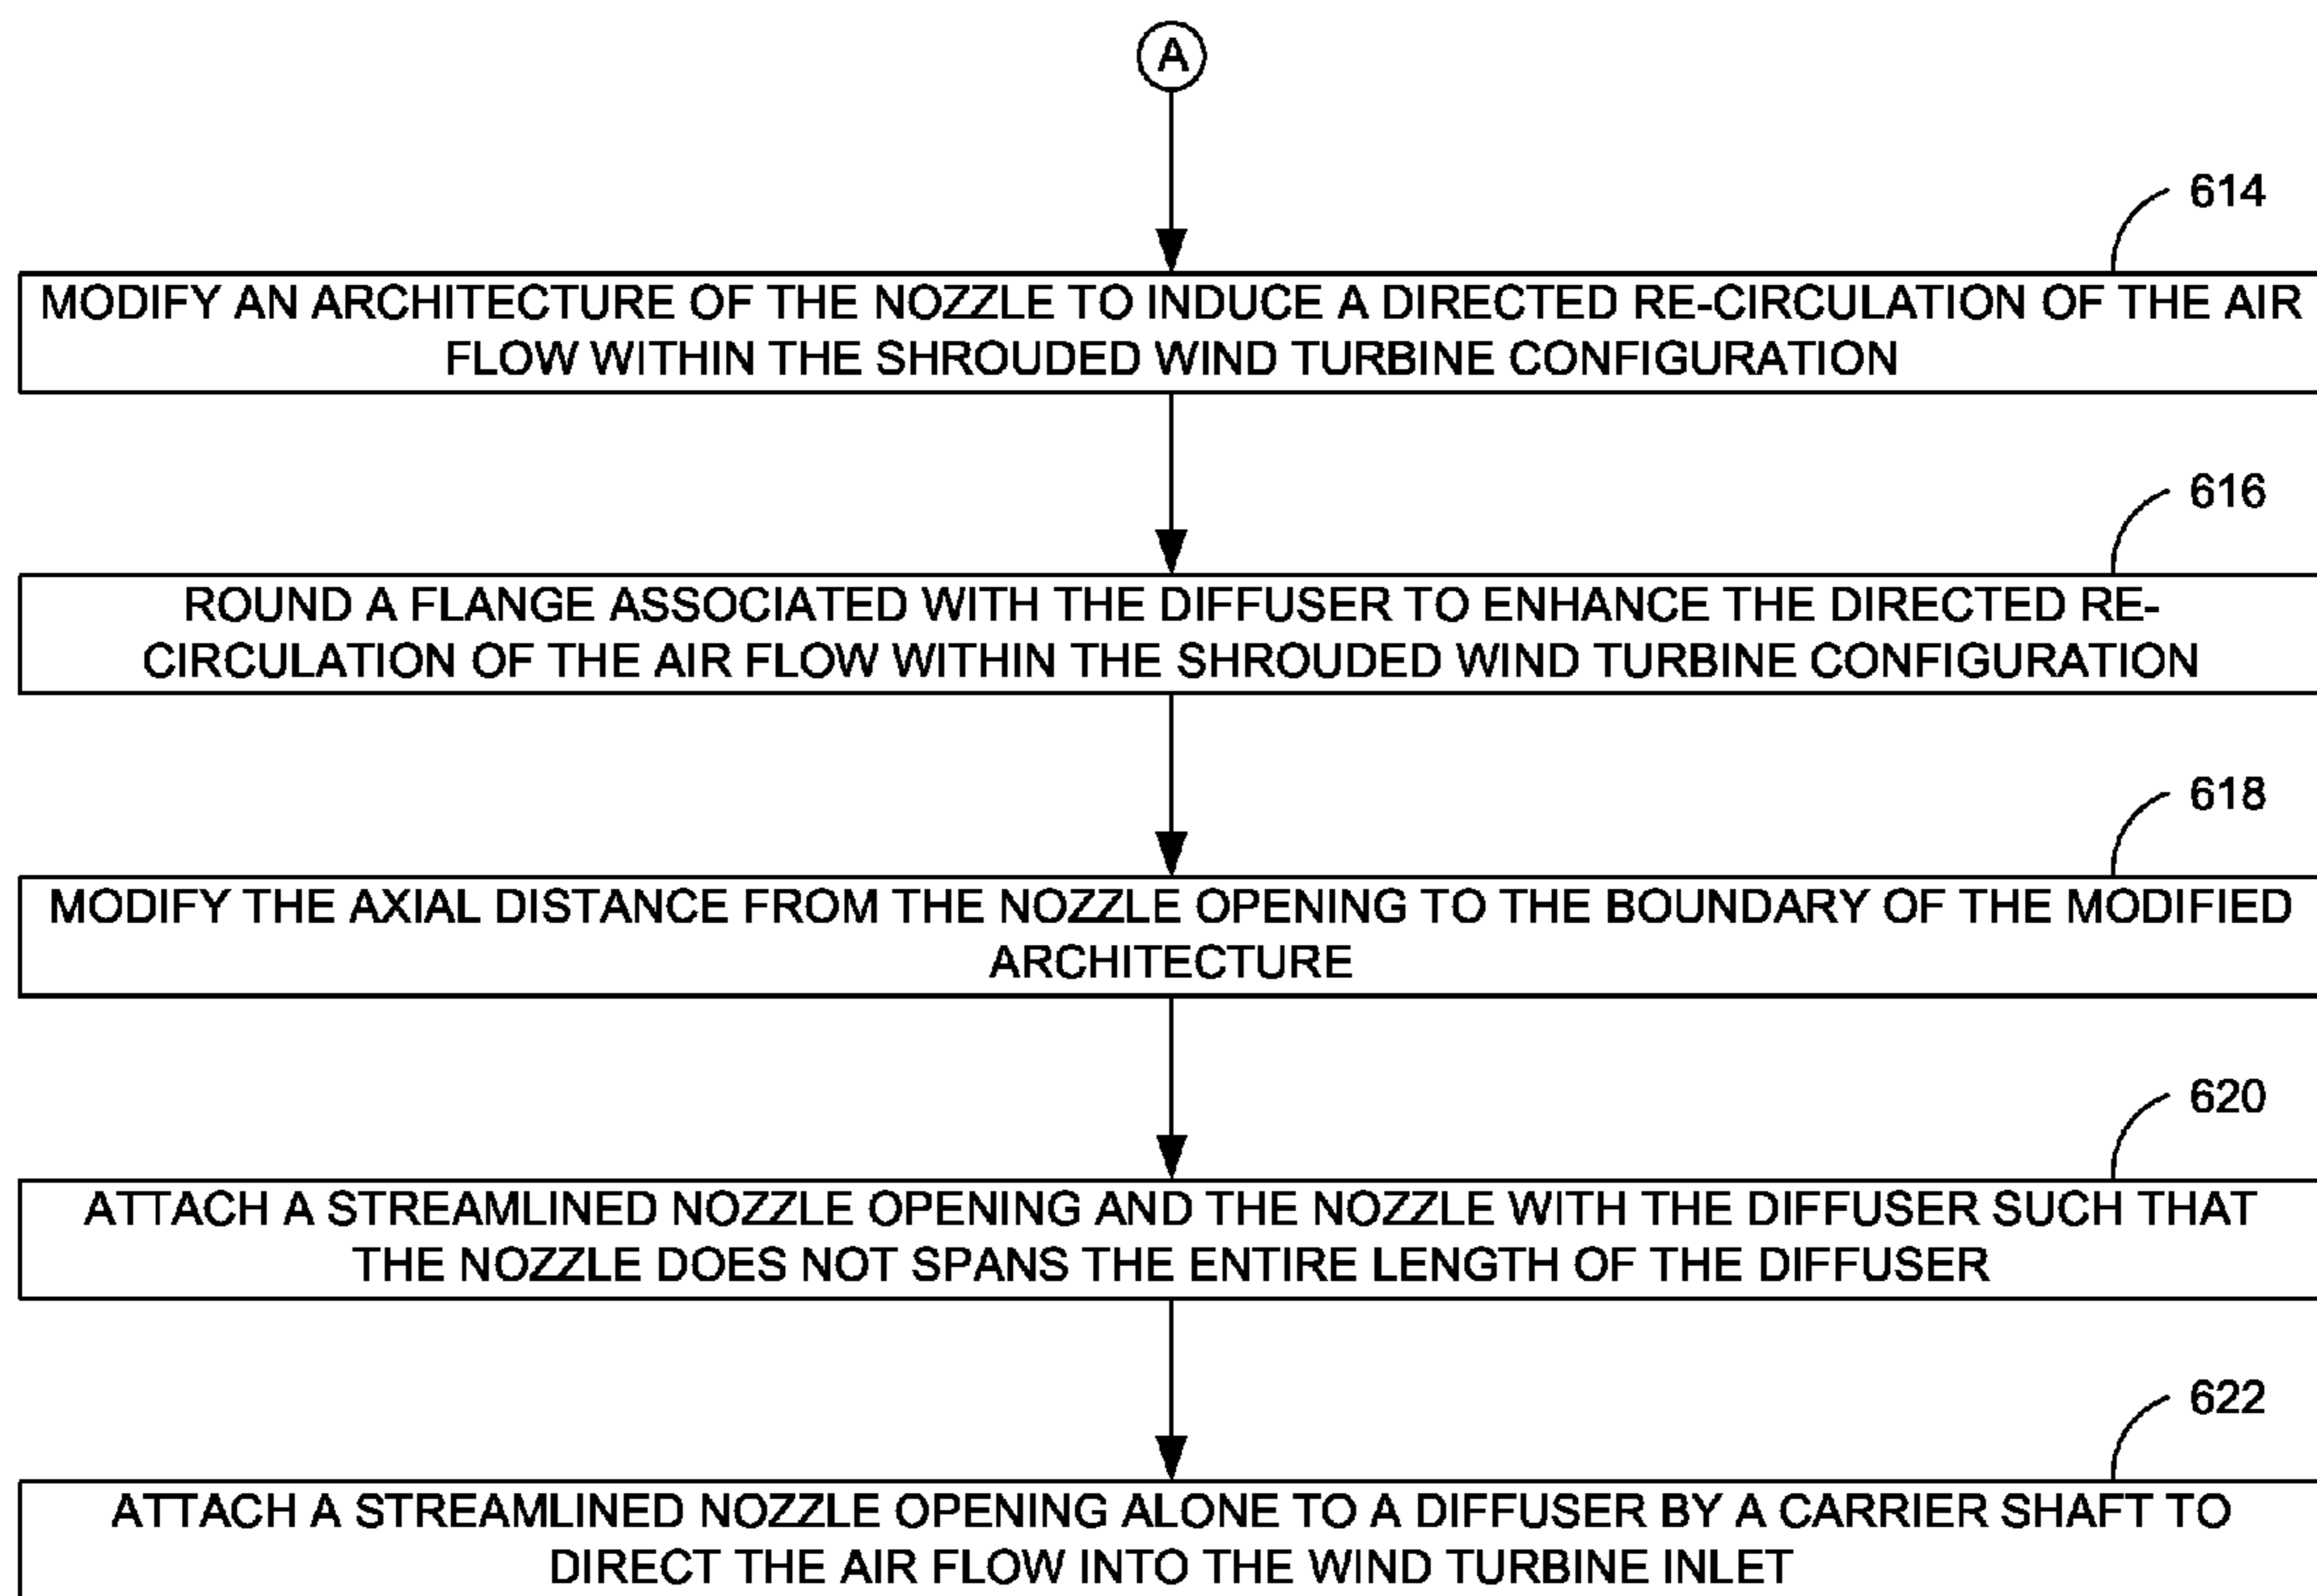 A
614
MODIFY AN ARCHITECTURE OF THE NOZZLE TO INDUCE A DIRECTED RE-CIRCULATION OF THE AIR
FLOW WITHIN THE SHROUDED WIND TURBINE CONFIGURATION
616
ROUND A FLANGE ASSOCIATED WITH THE DIFFUSER TO ENHANCE THE DIRECTED RE-
CIRCULATION OF THE AIR FLOW WITHIN THE SHROUDED WIND TURBINE CONFIGURATION
618
MODIFY THE AXIAL DISTANCE FROM THE NOZZLE OPENING TO THE BOUNDARY OF THE MODIFIED
ARCHITECTURE
620
ATTACH A STREAMLINED NOZZLE OPENING AND THE NOZZLE WITH THE DIFFUSER SUCH THAT
THE NOZZLE DOES NOT SPANS THE ENTIRE LENGTH OF THE DIFFUSER
622
ATTACH A STREAMLINED NOZZLE OPENING ALONE TO A DIFFUSER BY A CARRIER SHAFT TO
DIRECT THE AIR FLOW INTO THE WIND TURBINE INLET